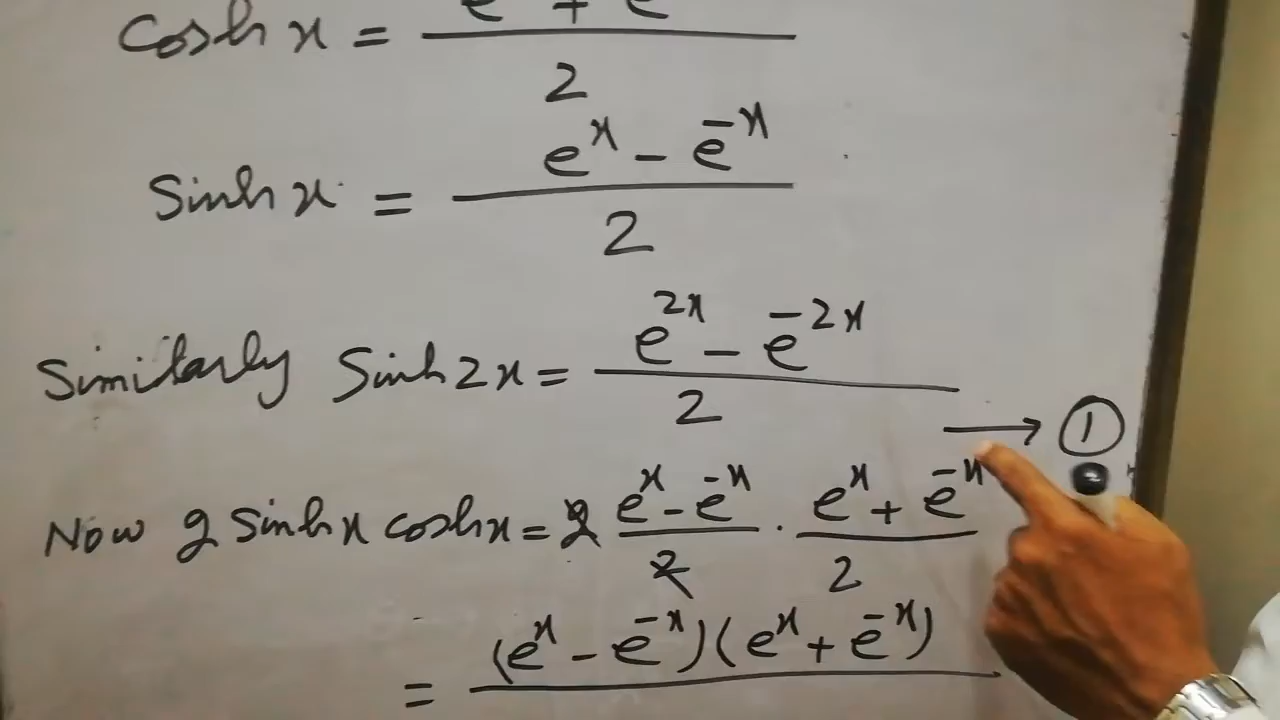 Cosh x = e + e / 2
Sinh x = e^x - e^-x / 2
Similarly Sinh 2x = e^2x - e^-2x / 2
→ ①
Now 2 sinh x cosh x = 2 e^x - e^-x / 2 . e^x + e^-x / 2
= (e^x - e^-x)(e^x + e^-x)